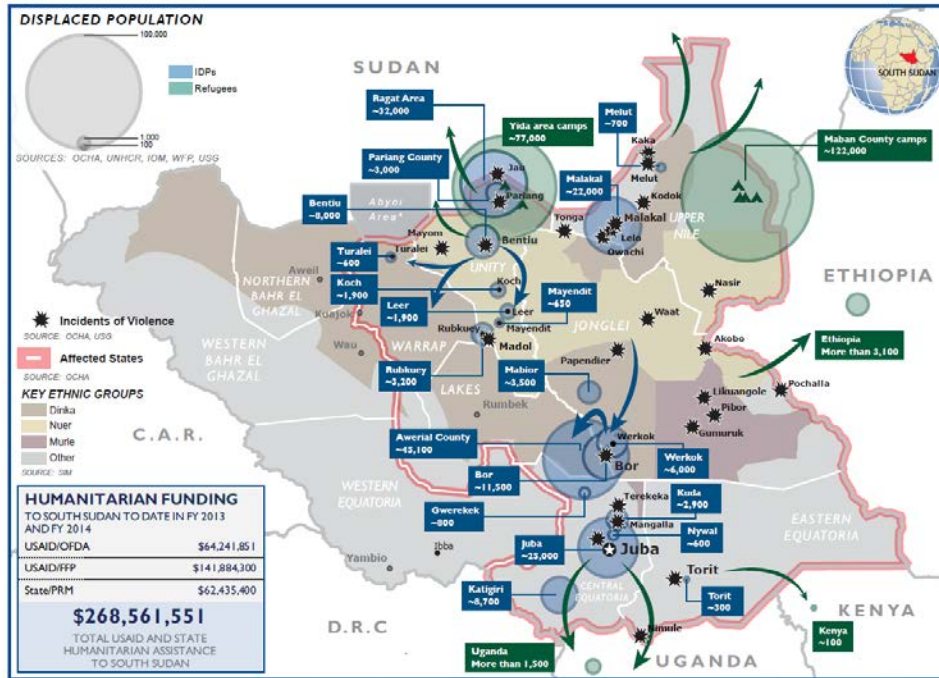 DISPLACED POPULATION
100,000
IDPs
Refugees
1,000
100
SOURCES: OCHA, UNHCR, IOM, WFP, USG
SUDAN
SOUTH SUDAN
Ragat Area
~32,000
Yida area camps
~77,000
Melut
~700
Maban County camps
~122,000
Pariang County
~3,000
Malakal
~22,000
Kaka
Melut
Jau
Pariang
Kodok
Bentiu
~8,000
Abyei
Area*
Tonga
Malakal
Lelo
Owachi
UPPER
NILE
Turalei
~600
Mayom
Turalei
Bentiu
UNITY
ETHIOPIA
Aweil
NORTHERN
BAHR EL
GHAZAL
Koch
~1,900
Koch
Mayendit
~650
Nasir
Leer
~1,900
Leer
Mayendit
JONGLEI
Waat
Kuajok
Incidents of Violence
SOURCE: OCHA, USG
WESTERN
BAHR EL
GHAZAL
Wau
WARRAP
Rubkuey
Madol
Akobo
Ethiopia
More than 3,100
Affected States
SOURCE: OCHA
Rubkuey
~3,200
LAKES
Papendier
Mabior
~3,500
Likuangole
Pochalla
Pibor
Gumuruk
KEY ETHNIC GROUPS
Dinka
Nuer
Murle
Other
SOURCE: SIM
C.A.R.
Rumbek
Awerial County
~45,100
Werkok
Bor
Werkok
~6,000
Bor
~11,500
WESTERN
EQUATORIA
Gwerekek
~800
Terekeka
Mangalla
Kuda
~2,900
Nywal
~600
EASTERN
EQUATORIA
HUMANITARIAN FUNDING
TO SOUTH SUDAN TO DATE IN FY 2013
AND FY 2014
USAID/OFDA $64,241,851
USAID/FFP $141,884,300
State/PRM $62,435,400
$268,561,551
TOTAL USAID AND STATE
HUMANITARIAN ASSISTANCE
TO SOUTH SUDAN
Yambio
Ibba
Juba
~25,000
Juba
Torit
Torit
~300
Katigiri
~8,700
CENTRAL
EQUATORIA
D.R.C
Nimule
KENYA
Kenya
~100
Uganda
More than 1,500
UGANDA